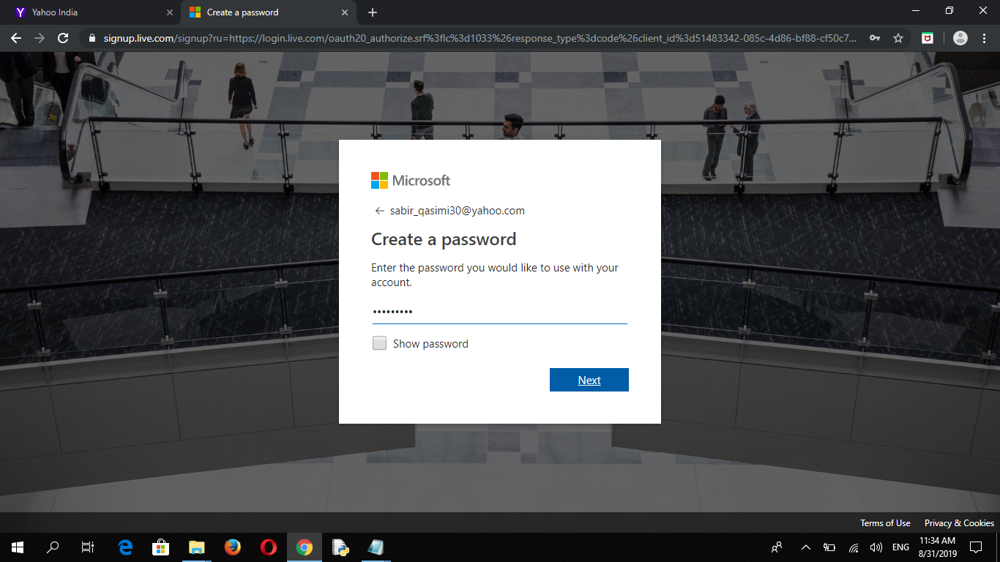 Yahoo India
Create a password
signup.live.com/signup?ru=https://login.live.com/oauth20_authorize.srf%3flc%3d1033%26response_type%3dcode%26client_id%3d51483342-085c-4d86-bf88-cf50c7...
Microsoft
← sabir_qasimi30@yahoo.com
Create a password
Enter the password you would like to use with your
account.
•••••••••
Show password
Next
Terms of Use Privacy & Cookies
ENG
11:34 AM
8/31/2019